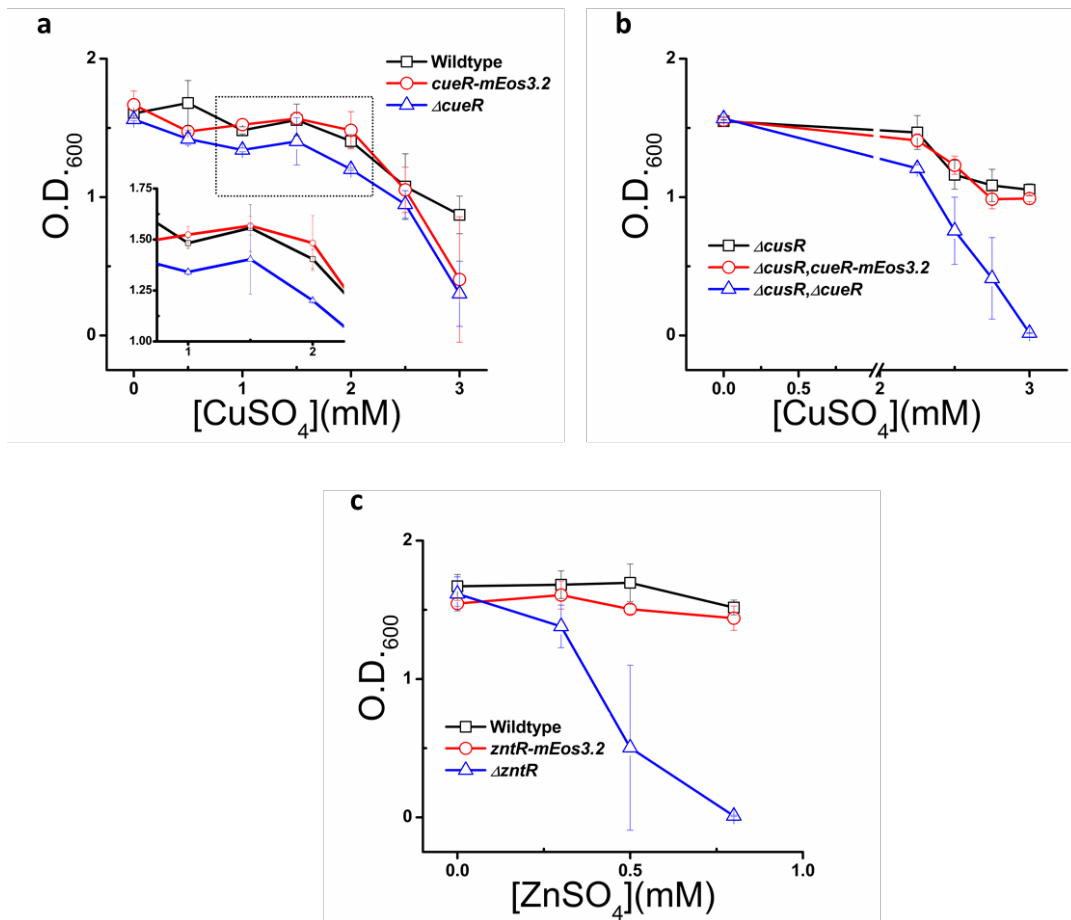 a
2
1
0
O.D.600
Wildtype
cueR-mEos3.2
ΔcueR
1.75
1.50
1.25
1.00
1
2
0
1
2
3
[CuSO4](mM)
b
2
1
0
O.D.600
ΔcusR
ΔcusR,cueR-mEos3.2
ΔcusR,ΔcueR
0.0
0.5
2
3
[CuSO4](mM)
c
2
1
0
O.D.600
Wildtype
zntR-mEos3.2
ΔzntR
0.0
0.5
1.0
[ZnSO4](mM)